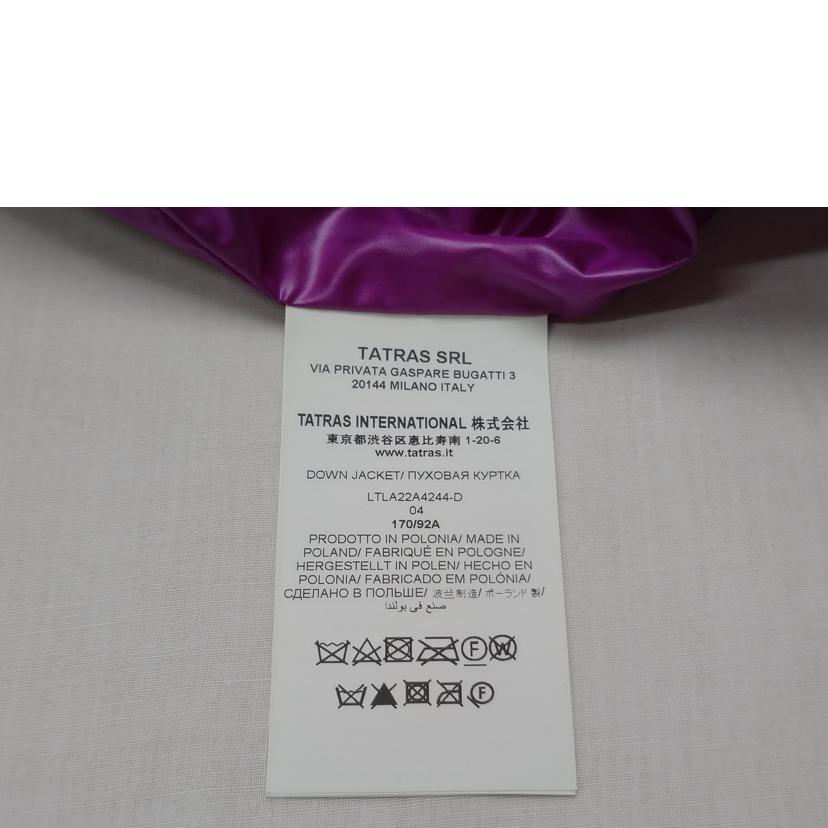 TATRAS SRL
VIA PRIVATA GASPARE BUGATTI 3
20144 MILANO ITALY
TATRAS INTERNATIONAL 株式会社
東京都渋谷区恵比寿南 1-20-6
www.tatras.it
DOWN JACKET/ ПУХОВАЯ КУРТКА
LTLA22A4244-D
04
170/92A
PRODOTTO IN POLONIA/ MADE IN
POLAND/ FABRIQUÉ EN POLOGNE/
HERGESTELLT IN POLEN/ HECHO EN
POLONIA/ FABRICADO EM POLÔNIA/
СДЕЛАНО В ПОЛЬШЕ/ 波兰制造/ ポーランド 製/
صنع في بولندا
F W
F